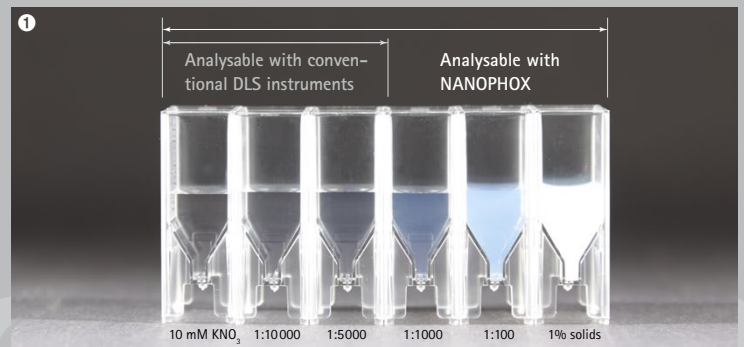 1
Analysable with conven-
tional DLS instruments
Analysable with
NANOPHOX
10 mM KNO₃ 1:10000 1:5000 1:1000 1:100 1% solids